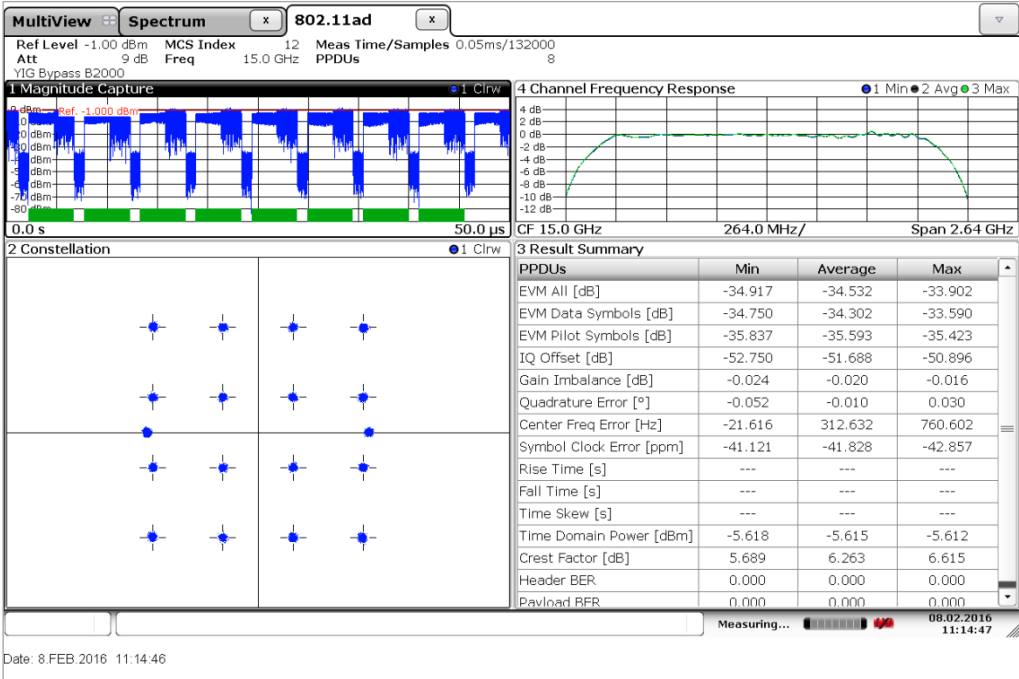 MultiView Spectrum x 802.11ad x
Ref Level -1.00 dBm MCS Index 12 Meas Time/Samples 0.05ms/132000
Att 9 dB Freq 15.0 GHz PPDUs 8
YIG Bypass B2000
1 Magnitude Capture 1 Clrw
Ref. -1.000 dBm
-80
0.0 s 50.0 µs
4 Channel Frequency Response 1 Min 2 Avg 3 Max
4 dB
2 dB
0 dB
-2 dB
-4 dB
-6 dB
-8 dB
-10 dB
-12 dB
CF 15.0 GHz 264.0 MHz/ Span 2.64 GHz
2 Constellation 1 Clrw
3 Result Summary
PPDUs Min Average Max
EVM All [dB] -34.917 -34.532 -33.902
EVM Data Symbols [dB] -34.750 -34.302 -33.590
EVM Pilot Symbols [dB] -35.837 -35.593 -35.423
IQ Offset [dB] -52.750 -51.688 -50.896
Gain Imbalance [dB] -0.024 -0.020 -0.016
Quadrature Error [°] -0.052 -0.010 0.030
Center Freq Error [Hz] -21.616 312.632 760.602
Symbol Clock Error [ppm] -41.121 -41.828 -42.857
Rise Time [s] --- --- ---
Fall Time [s] --- --- ---
Time Skew [s] --- --- ---
Time Domain Power [dBm] -5.618 -5.615 -5.612
Crest Factor [dB] 5.689 6.263 6.615
Header BER 0.000 0.000 0.000
Payload BER 0.000 0.000 0.000
Measuring... 08.02.2016
11:14:47
Date: 8.FEB.2016 11:14:46